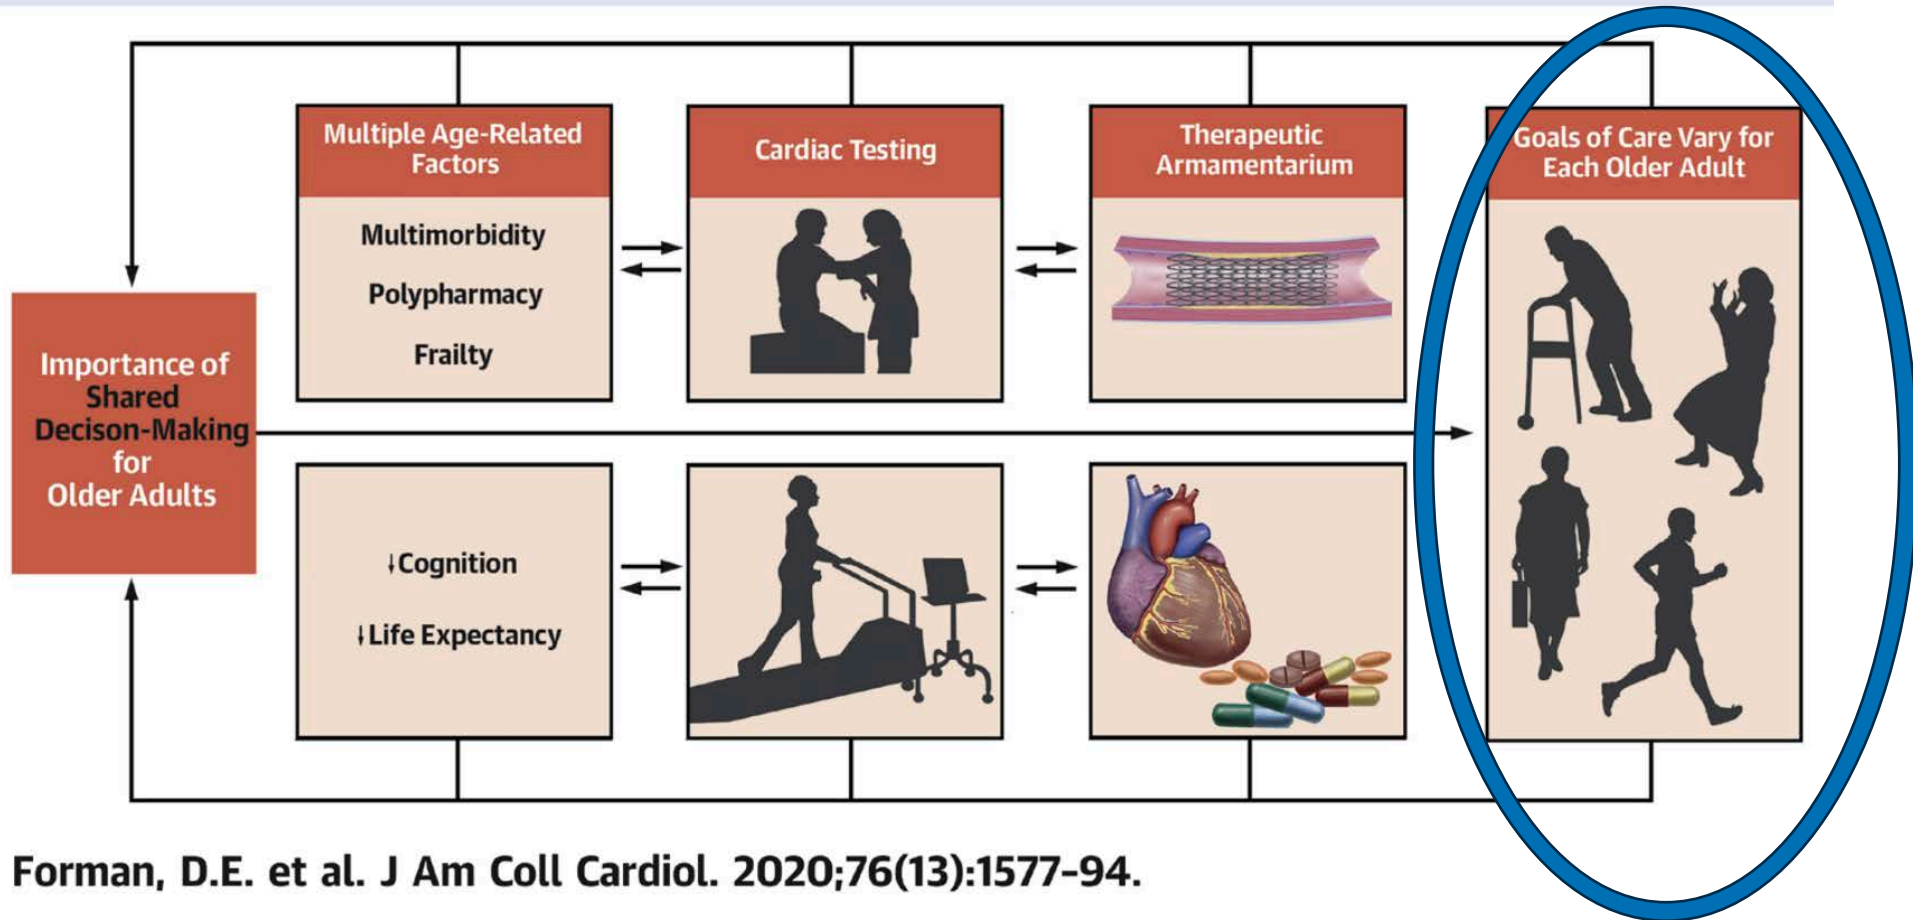 Multiple Age-Related
Factors
Multimorbidity
Polypharmacy
Frailty
Cardiac Testing
Therapeutic
Armamentarium
Goals of Care Vary for
Each Older Adult
Importance of
Shared
Decison-Making
for
Older Adults
↓Cognition
↓Life Expectancy
Forman, D.E. et al. J Am Coll Cardiol. 2020;76(13):1577-94.